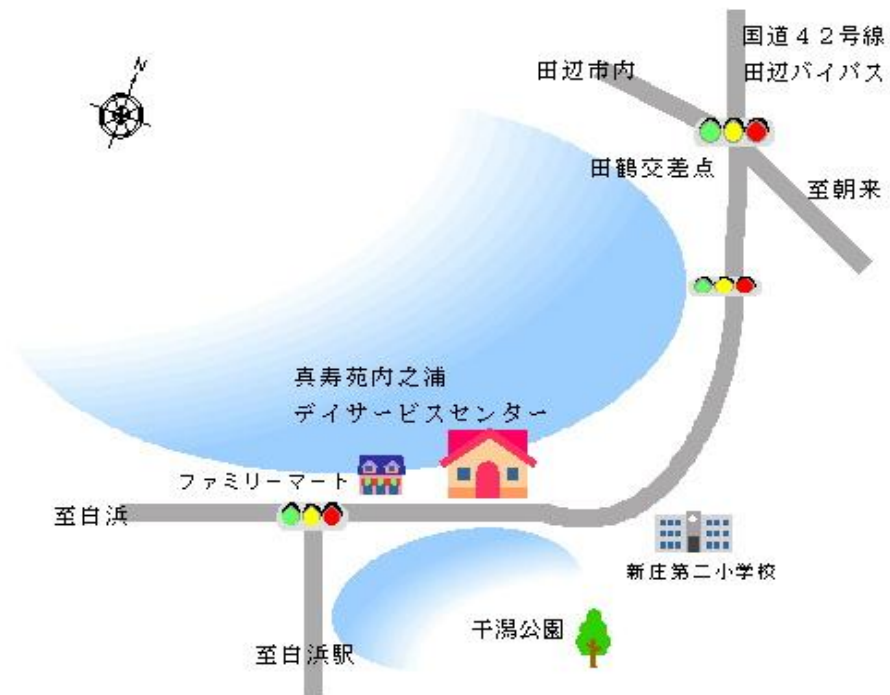 N
国道４２号線
田辺バイパス
田辺市内
田鶴交差点
至朝来
真寿苑内之浦
デイサービスセンター
ファミリーマート
至白浜
新庄第二小学校
干潟公園
至白浜駅